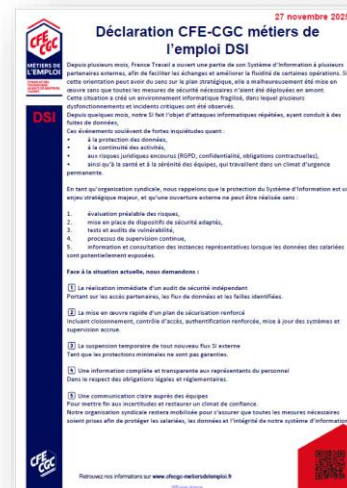 27 novembre 2025
CFE
CGC
MÉTIERS DE
L'EMPLOI
DSI
Déclaration CFE-CGC métiers de
l'emploi DSI
Depuis plusieurs mois, France Travail a ouvert une partie de son Système d'Information à plusieurs
partenaires externes, afin de faciliter les échanges et améliorer la fluidité de certaines opérations. Si
cette orientation peut avoir du sens sur le plan stratégique, elle a malheureusement été mise en
œuvre sans que toutes les mesures de sécurité nécessaires n'aient été déployées en amont.
Cette situation a créé un environnement informatique fragilisé, dans lequel plusieurs
dysfonctionnements et incidents critiques ont été observés.
Depuis quelques mois, notre SI fait l'objet d'attaques informatiques répétées, ayant conduit à des
fuites de données,
Ces événements soulèvent de fortes inquiétudes quant :
• à la protection des données,
• à la continuité des activités,
• aux risques juridiques encourus (RGPD, confidentialité, obligations contractuelles),
• ainsi qu'à la santé et à la sérénité des équipes, qui travaillent dans un climat d'urgence
permanente.
En tant qu'organisation syndicale, nous rappelons que la protection du Système d'Information est un
enjeu stratégique majeur, et qu'une ouverture externe ne peut être réalisée sans :
1. évaluation préalable des risques,
2. mise en place de dispositifs de sécurité adaptés,
3. tests et audits de vulnérabilité,
4. processus de supervision continue,
5. information et consultation des instances représentatives lorsque les données des salariées
sont potentiellement exposées.
Face à la situation actuelle, nous demandons :
1 La réalisation immédiate d'un audit de sécurité indépendant
Portant sur les accès partenaires, les flux de données et les failles identifiées.
2 La mise en œuvre rapide d'un plan de sécurisation renforcé
Incluant cloisonnement, contrôle d'accès, authentification renforcée, mise à jour des systèmes et
supervision accrue.
3 La suspension temporaire de tout nouveau flux SI externe
Tant que les protections minimales ne sont pas garanties.
4 Une information complète et transparente aux représentants du personnel
Dans le respect des obligations légales et réglementaires.
5 Une communication claire auprès des équipes
Pour mettre fin aux incertitudes et restaurer un climat de confiance.
Notre organisation syndicale restera mobilisée pour s'assurer que toutes les mesures nécessaires
soient prises afin de protéger les salariées, les données et l'intégrité de notre système d'information
CFE
CGC
Retrouvez nos informations sur www.cfecgc-metiersdelemploi.fr